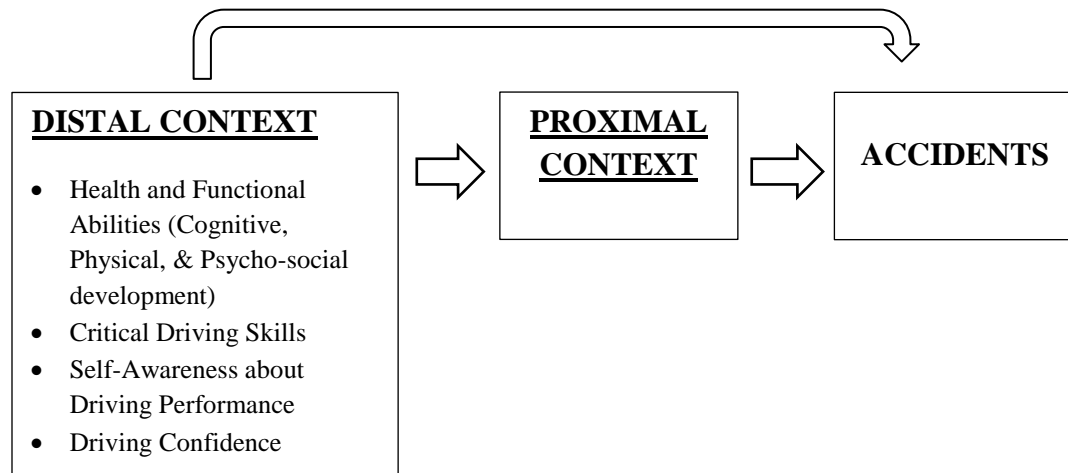 DISTAL CONTEXT
• Health and Functional
Abilities (Cognitive,
Physical, & Psycho-social
development)
• Critical Driving Skills
• Self-Awareness about
Driving Performance
• Driving Confidence
PROXIMAL
CONTEXT
ACCIDENTS